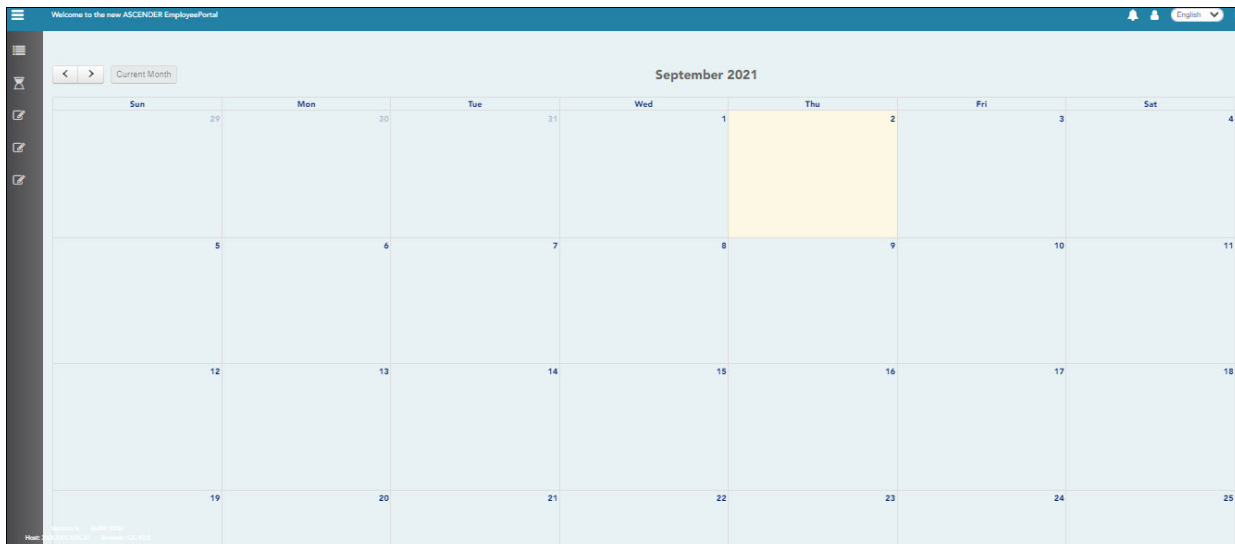 Welcome to the new ASCENDER EmployeePortal English
Current Month September 2021
Sun Mon Tue Wed Thu Fri Sat
29 30 31 1 2 3 4
5 6 7 8 9 10 11
12 13 14 15 16 17 18
19 20 21 22 23 24 25
Host: